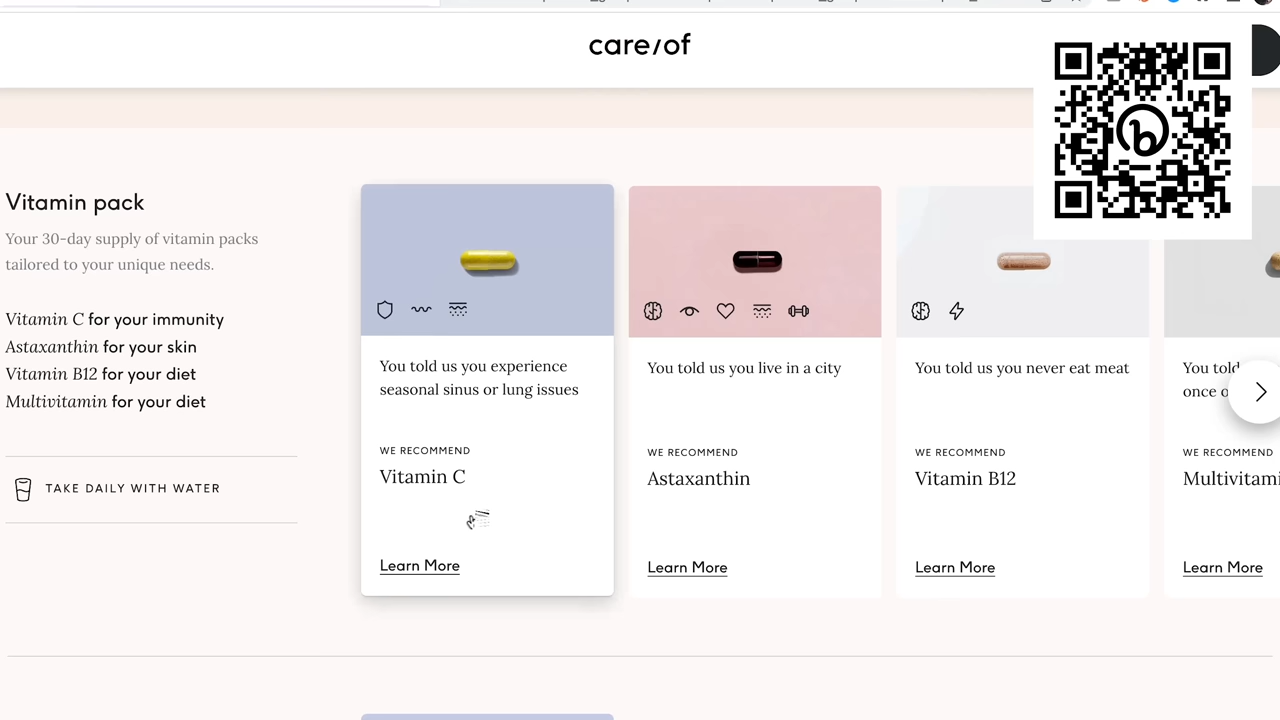 care/of
Vitamin pack
Your 30-day supply of vitamin packs
tailored to your unique needs.
Vitamin C for your immunity
Astaxanthin for your skin
Vitamin B12 for your diet
Multivitamin for your diet
TAKE DAILY WITH WATER
You told us you experience
seasonal sinus or lung issues
WE RECOMMEND
Vitamin C
Learn More
You told us you live in a city
WE RECOMMEND
Astaxanthin
Learn More
You told us you never eat meat
WE RECOMMEND
Vitamin B12
Learn More
You told
once
WE RECOMMEND
Multivitami
Learn More
b